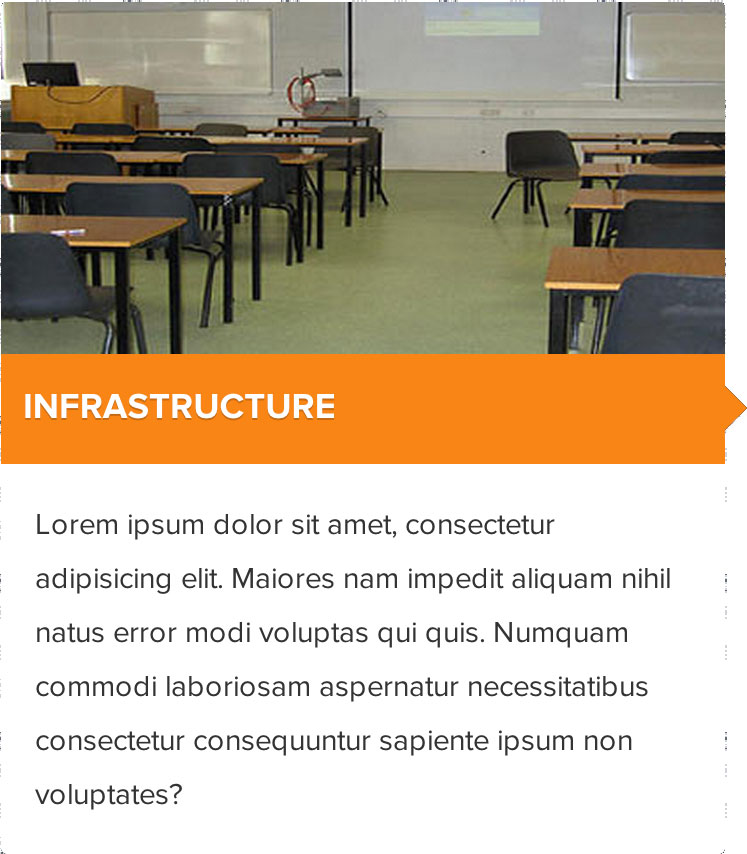 INFRASTRUCTURE
Lorem ipsum dolor sit amet, consectetur
adipisicing elit. Maiores nam impedit aliquam nihil
natus error modi voluptas qui quis. Numquam
commodi laboriosam aspernatur necessitatibus
consectetur consequuntur sapiente ipsum non
voluptates?